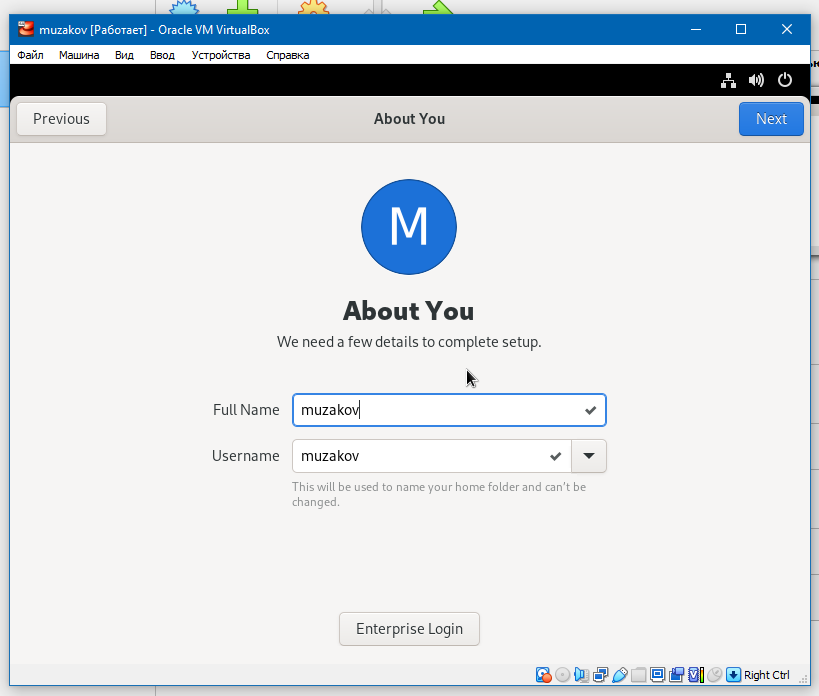 muzakov [Работает] - Oracle VM VirtualBox
Файл Машина Вид Ввод Устройства Справка
Previous About You Next
M
About You
We need a few details to complete setup.
Full Name muzakov
Username muzakov
This will be used to name your home folder and can't be
changed.
Enterprise Login
Right Ctrl